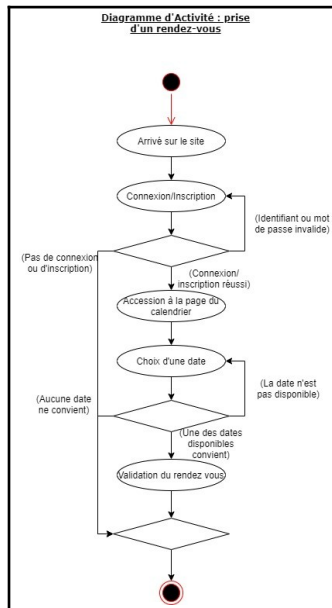 Diagramme d'Activité : prise
d'un rendez-vous
Arrivé sur le site
Connexion/Inscription
(Identifiant ou mot
de passe invalide)
(Pas de connexion
ou d'inscription)
(Connexion/
inscription réussi)
Accession à la page du
calendrier
Choix d'une date
(La date n'est
pas disponible)
(Aucune date
ne convient)
(Une des dates
disponibles
convient)
Validation du rendez vous